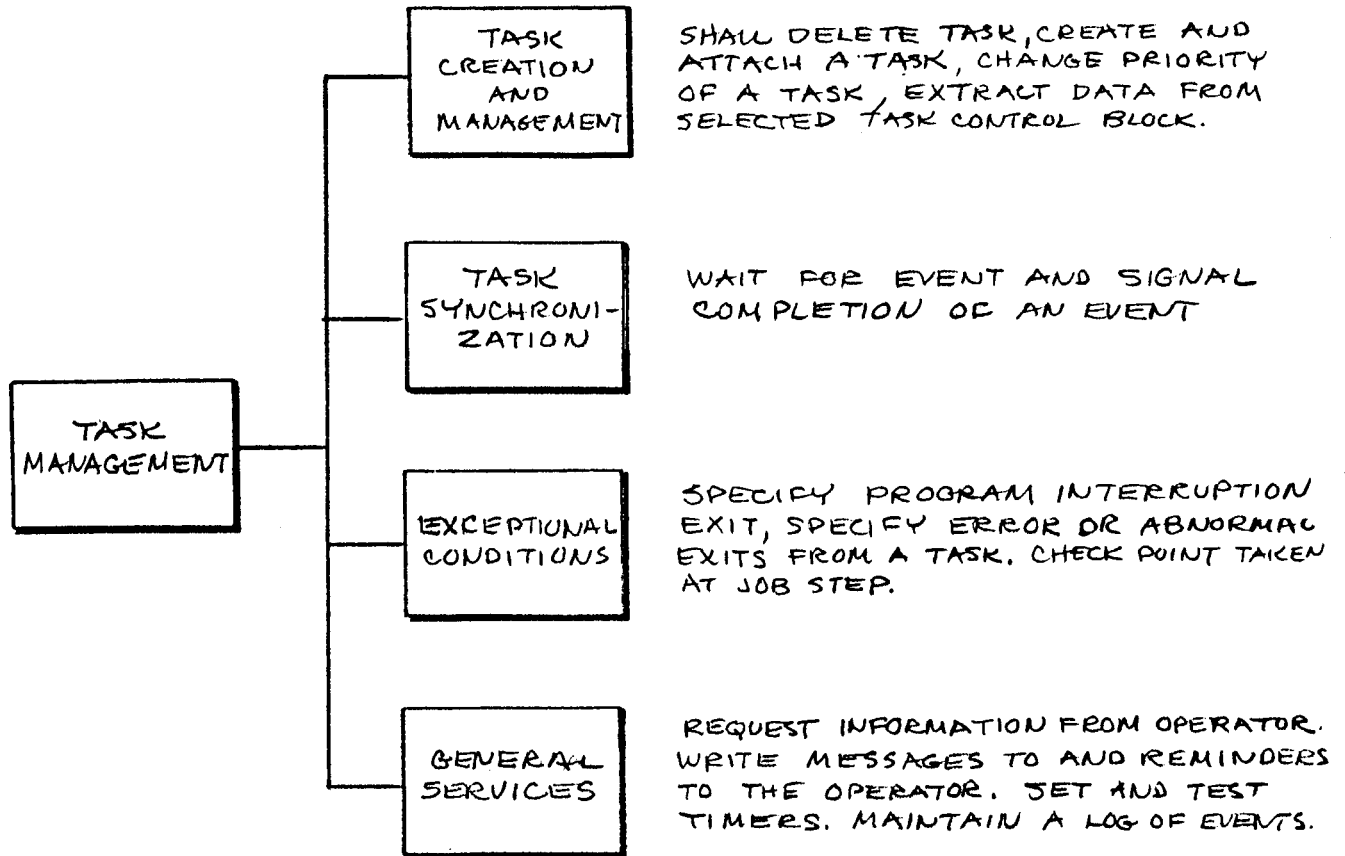 TASK
CREATION
AND
MANAGEMENT
SHALL DELETE TASK, CREATE AND
ATTACH A TASK, CHANGE PRIORITY
OF A TASK, EXTRACT DATA FROM
SELECTED TASK CONTROL BLOCK.
TASK
SYNCHRONI-
ZATION
WAIT FOR EVENT AND SIGNAL
COMPLETION OF AN EVENT
TASK
MANAGEMENT
EXCEPTIONAL
CONDITIONS
SPECIFY PROGRAM INTERRUPTION
EXIT, SPECIFY ERROR OR ABNORMAL
EXITS FROM A TASK. CHECK POINT TAKEN
AT JOB STEP.
GENERAL
SERVICES
REQUEST INFORMATION FROM OPERATOR.
WRITE MESSAGES TO AND REMINDERS
TO THE OPERATOR. SET AND TEST
TIMERS. MAINTAIN A LOG OF EVENTS.